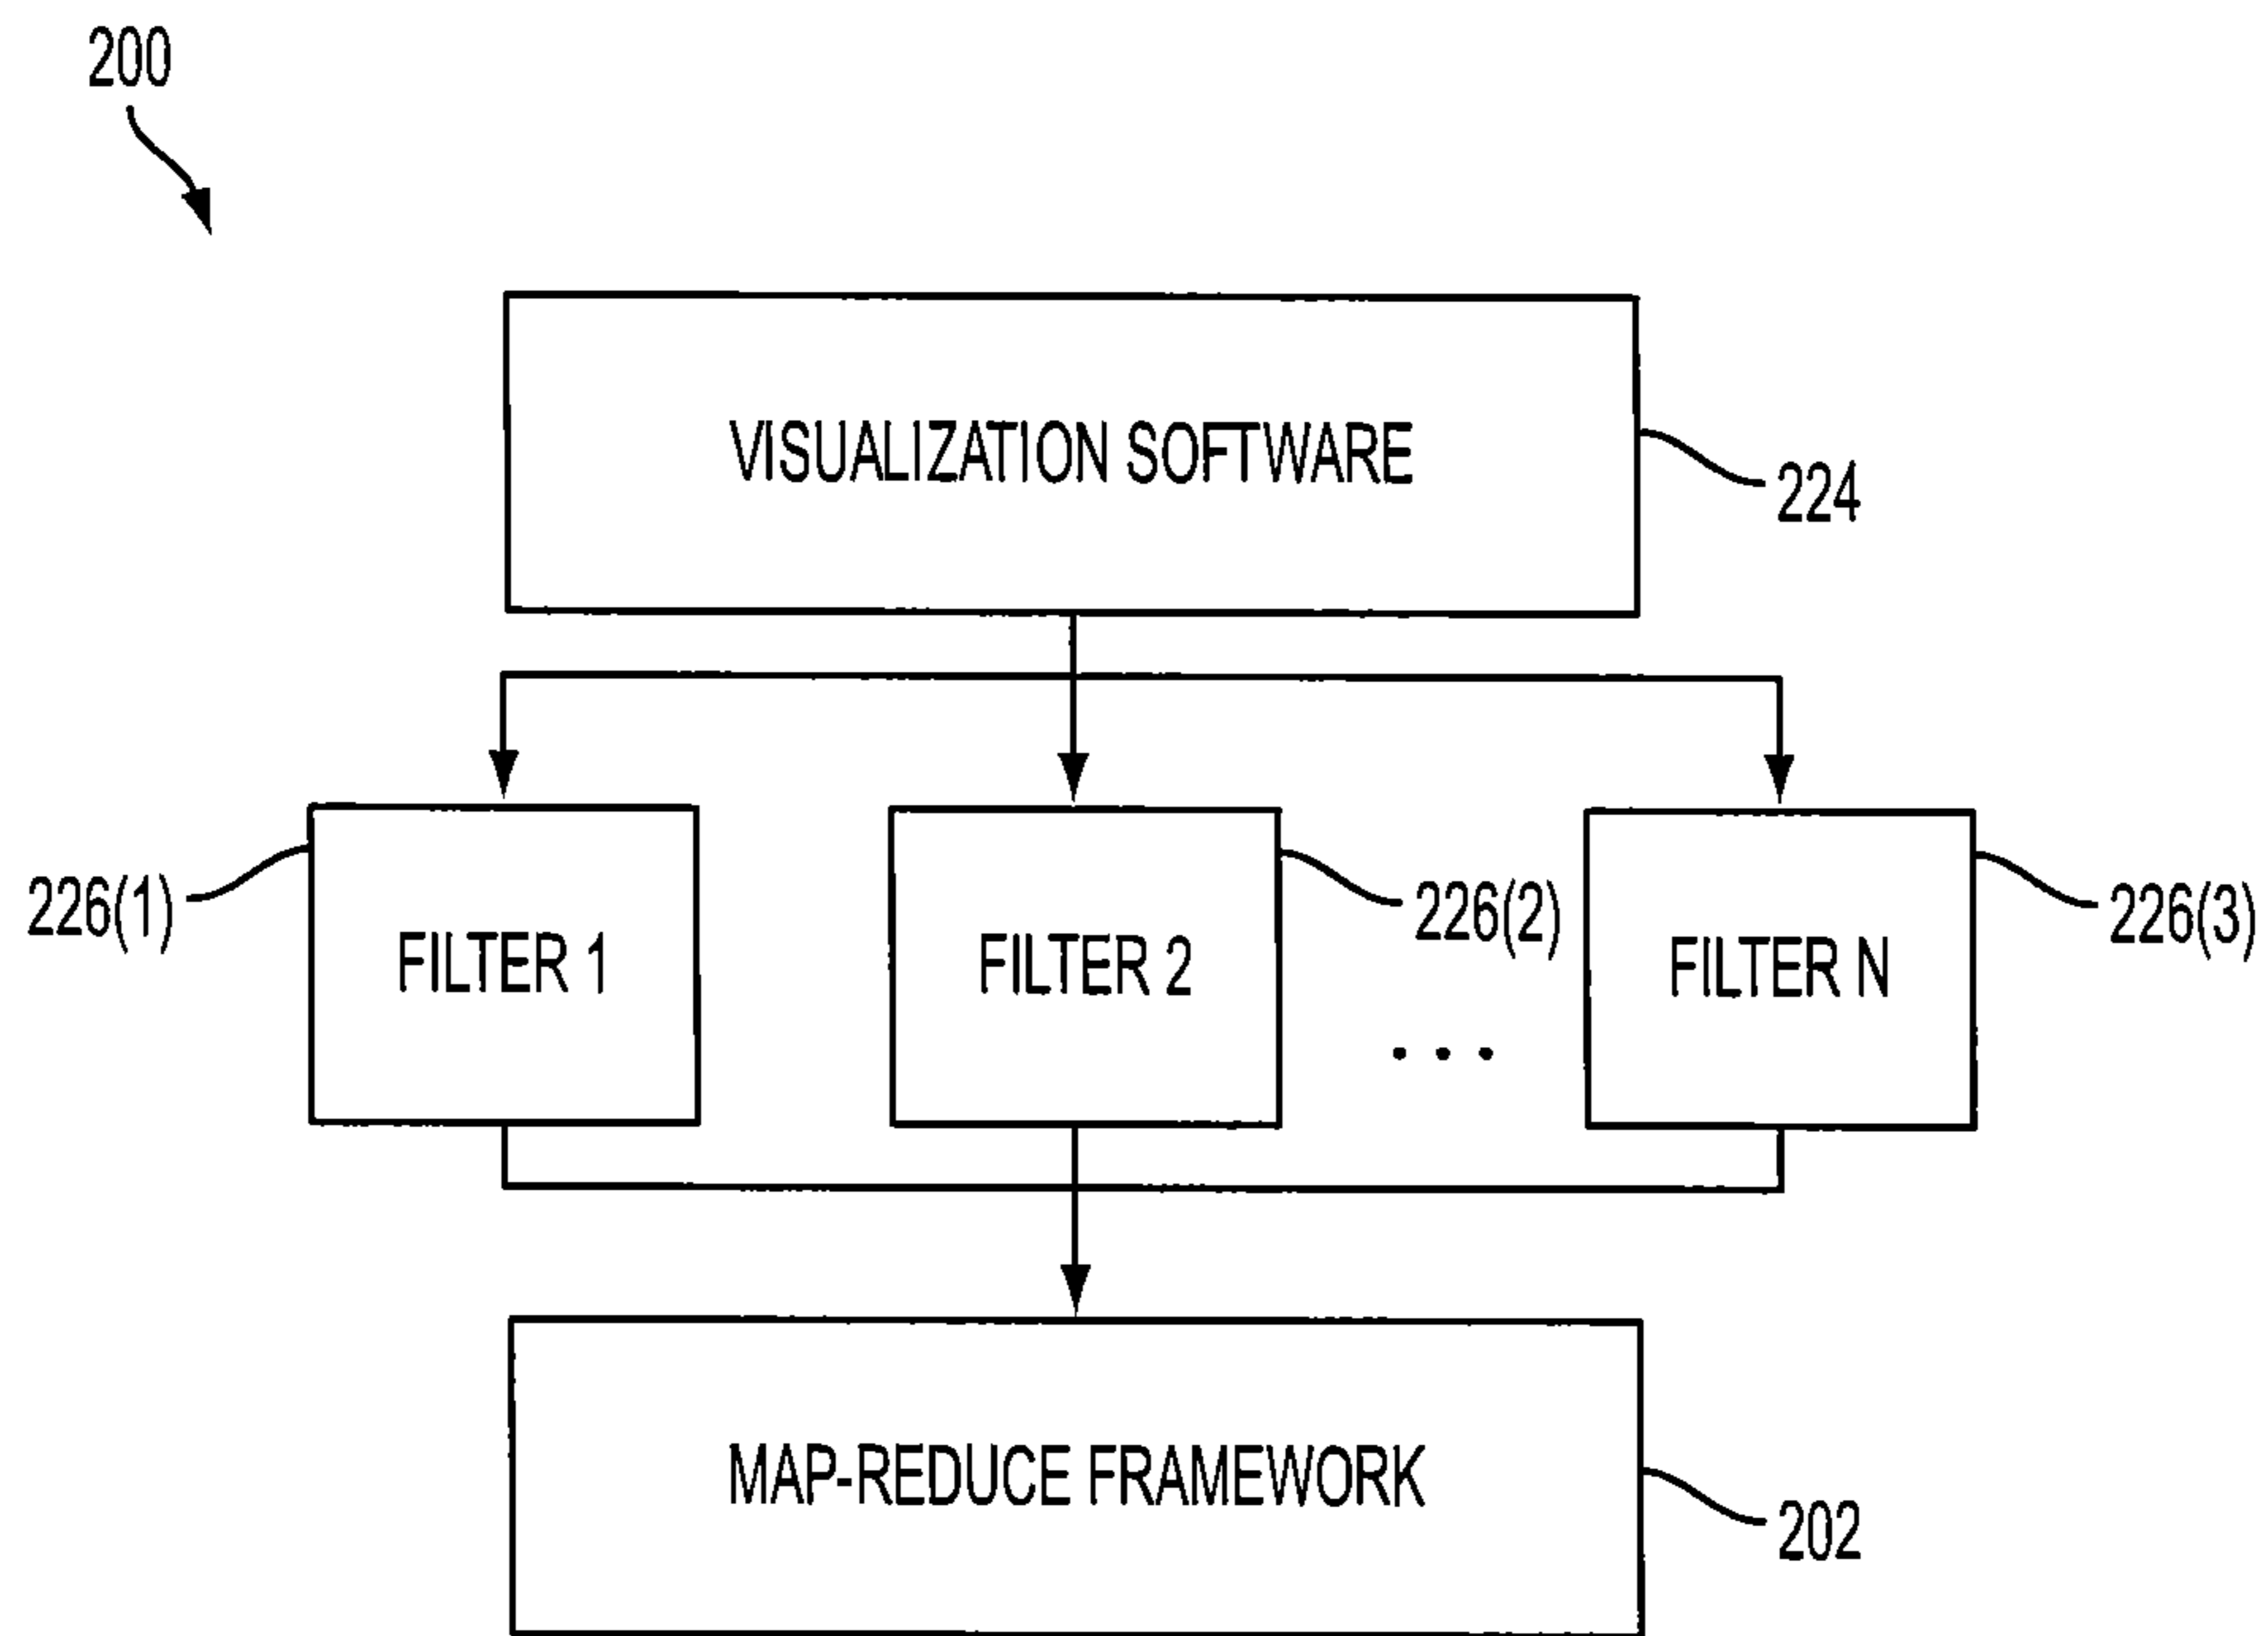 200
VISUALIZATION SOFTWARE
224
226(1)
FILTER 1
226(2)
FILTER 2
226(3)
FILTER N
. . .
MAP-REDUCE FRAMEWORK
202